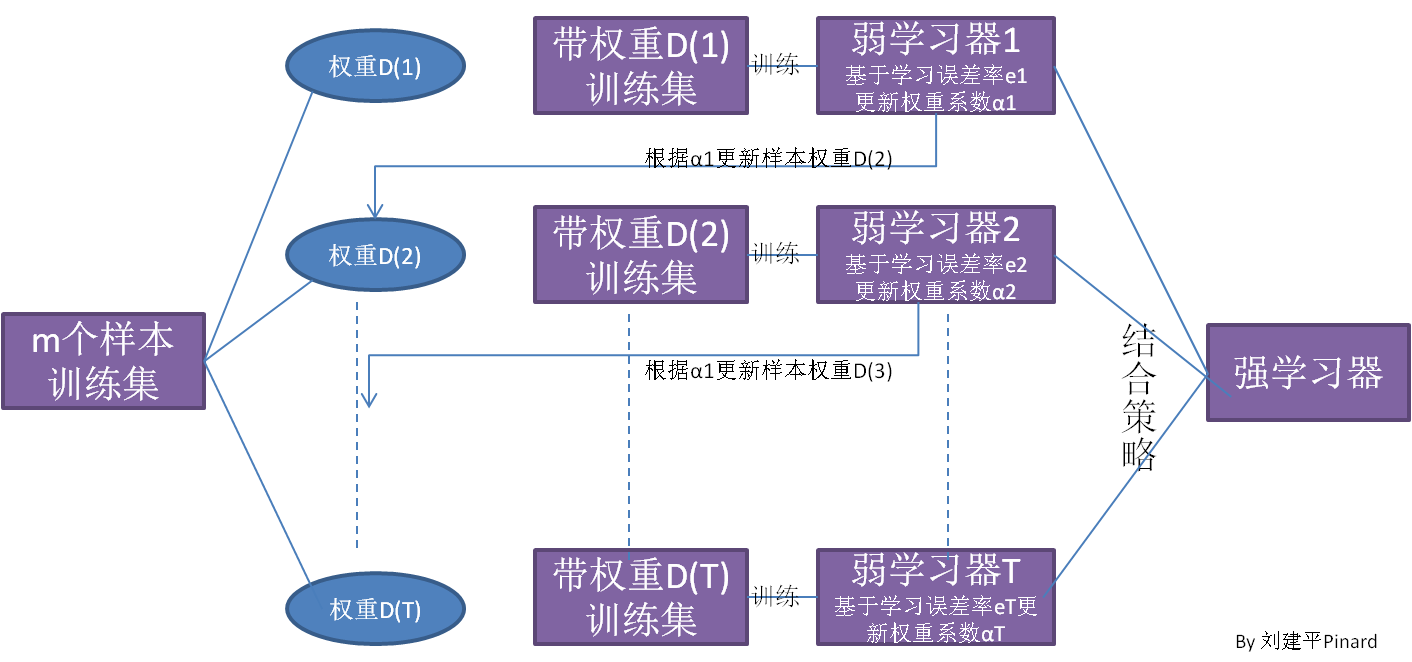 权重D(1)
带权重D(1)
训练集
训练
弱学习器1
基于学习误差率e1
更新权重系数α1
根据α1更新样本权重D(2)
权重D(2)
带权重D(2)
训练集
训练
弱学习器2
基于学习误差率e2
更新权重系数α2
根据α1更新样本权重D(3)
m个样本
训练集
结合策略
强学习器
权重D(T)
带权重D(T)
训练集
训练
弱学习器T
基于学习误差率eT更
新权重系数αT
By 刘建平Pinard